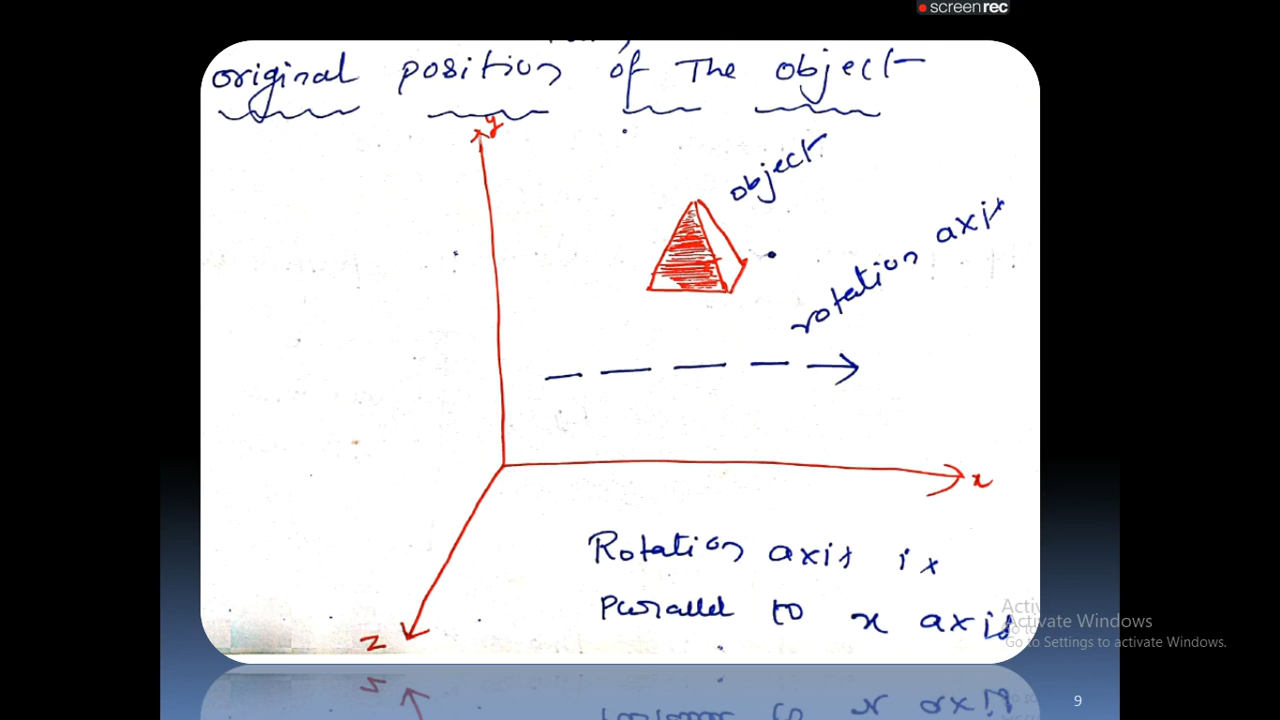 screenrec
original position of The object
y
object
rotation axis
x
Rotation axis is
parallel to x axis
z
Activate Windows
Go to Settings to activate Windows.
9